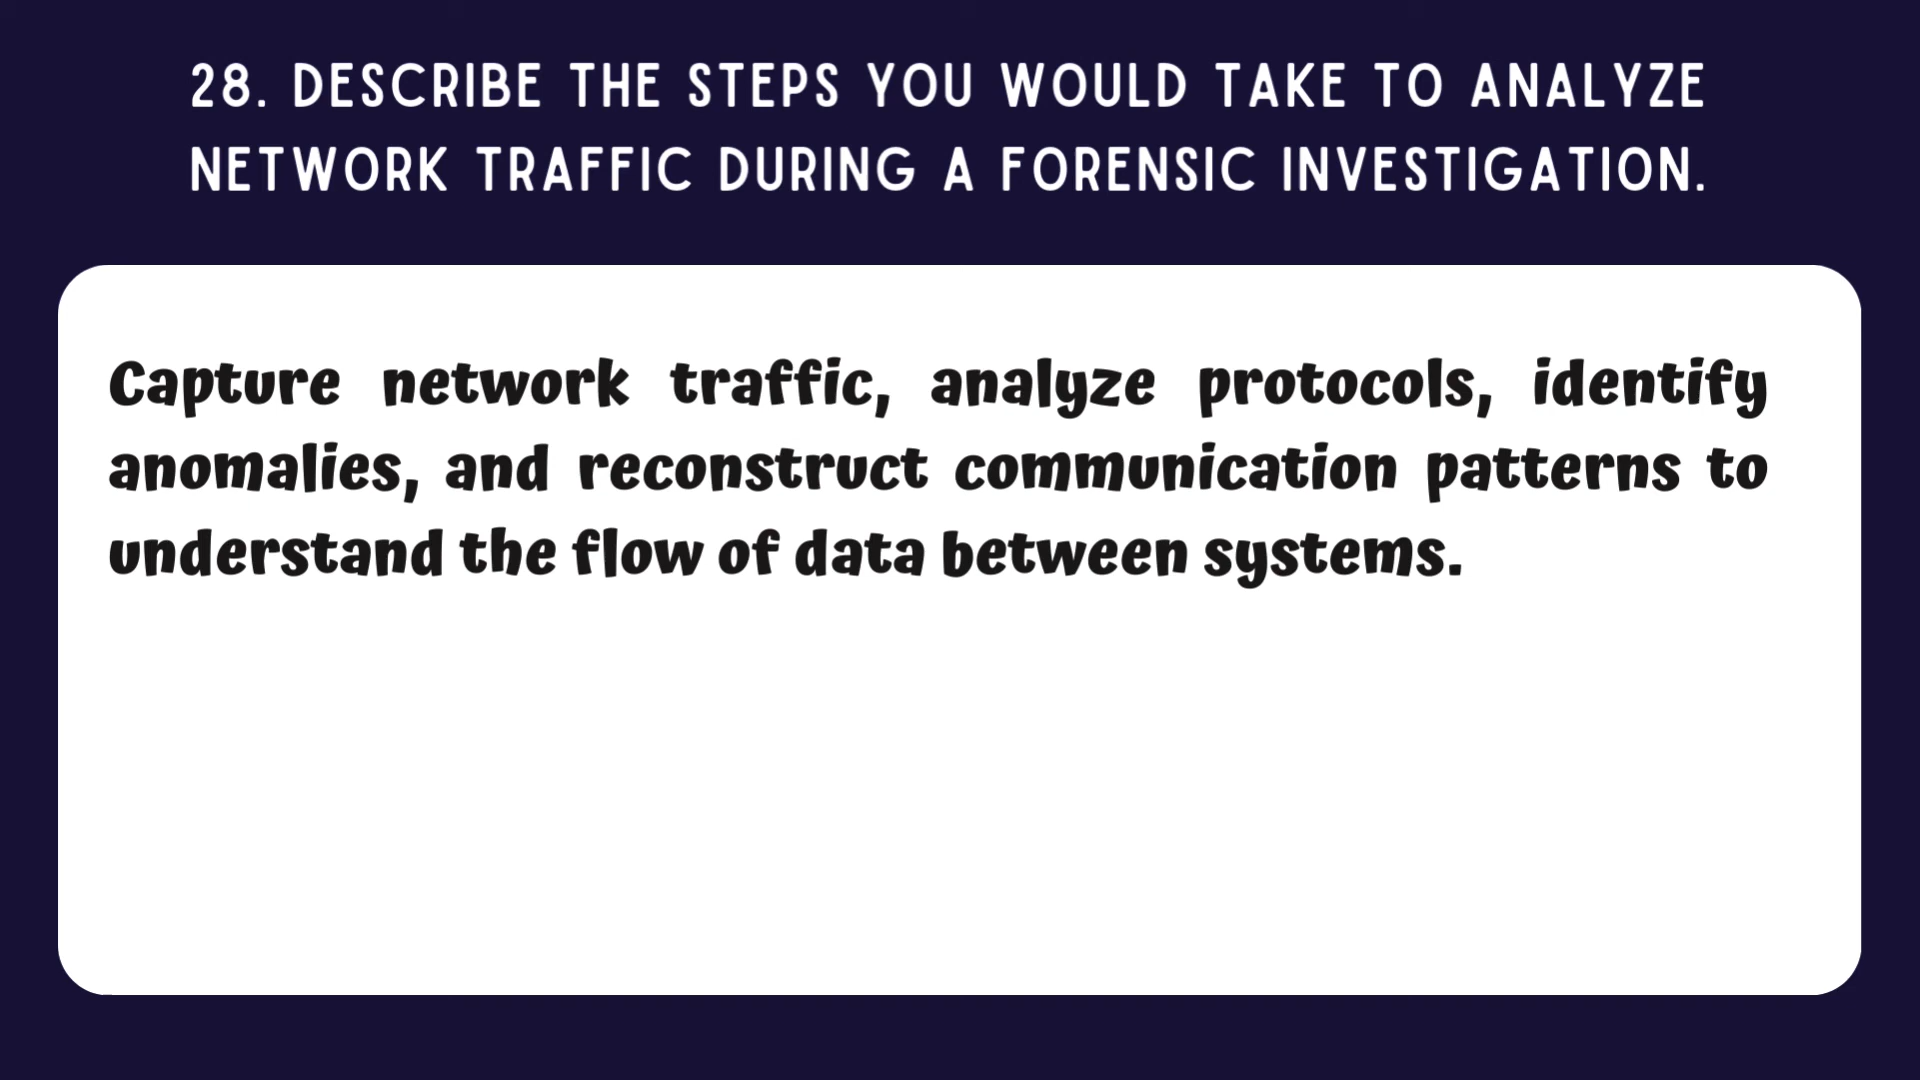 28. DESCRIBE THE STEPS YOU WOULD TAKE TO ANALYZE
NETWORK TRAFFIC DURING A FORENSIC INVESTIGATION.
Capture network traffic, analyze protocols, identify
anomalies, and reconstruct communication patterns to
understand the flow of data between systems.